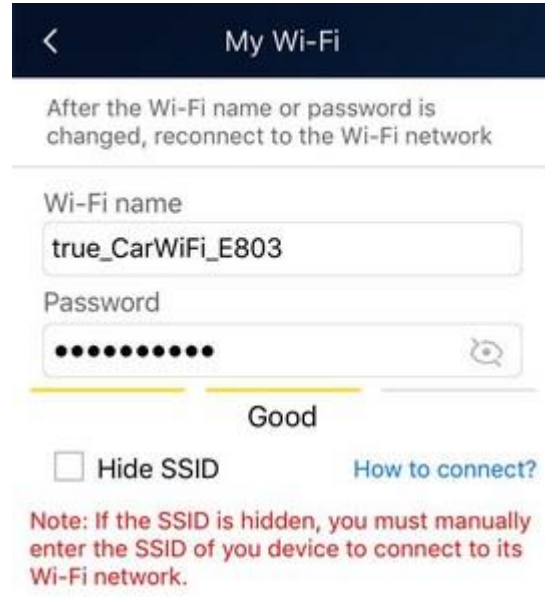 My Wi-Fi
After the Wi-Fi name or password is
changed, reconnect to the Wi-Fi network
Wi-Fi name
true_CarWiFi_E803
Password
••••••••••
Good
Hide SSID How to connect?
Note: If the SSID is hidden, you must manually
enter the SSID of you device to connect to its
Wi-Fi network.